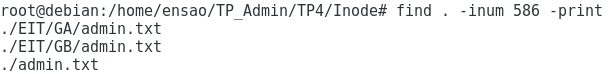 root@debian:/home/ensao/TP_Admin/TP4/Inode# find . -inum 586 -print
./EIT/GA/admin.txt
./EIT/GB/admin.txt
./admin.txt